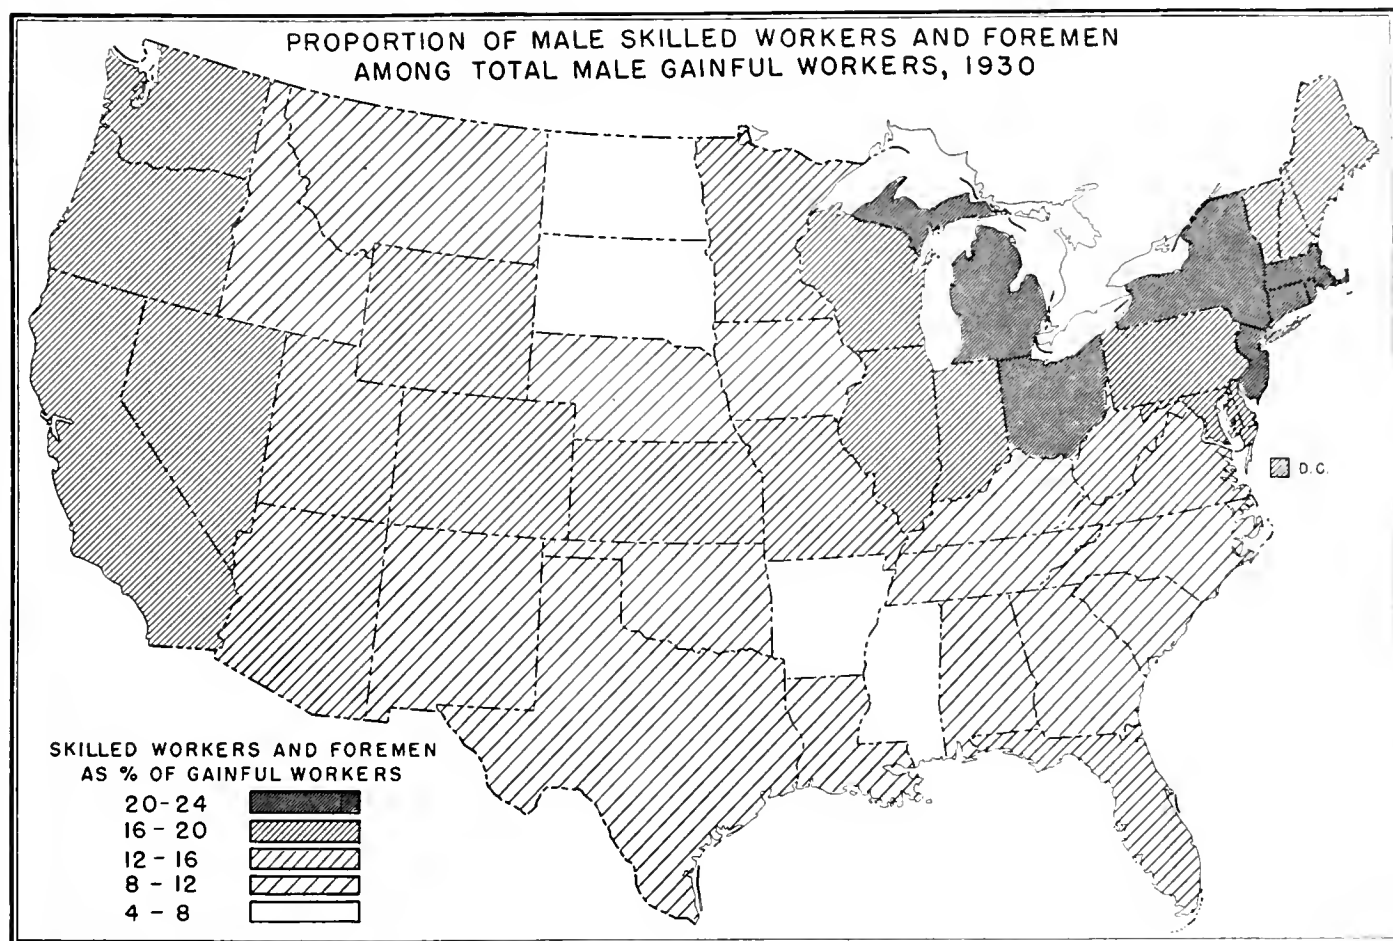 PROPORTION OF MALE SKILLED WORKERS AND FOREMEN
AMONG TOTAL MALE GAINFUL WORKERS, 1930
D.C.
SKILLED WORKERS AND FOREMEN
AS % OF GAINFUL WORKERS
20-24
16 - 20
12 - 16
8 - 12
4 - 8